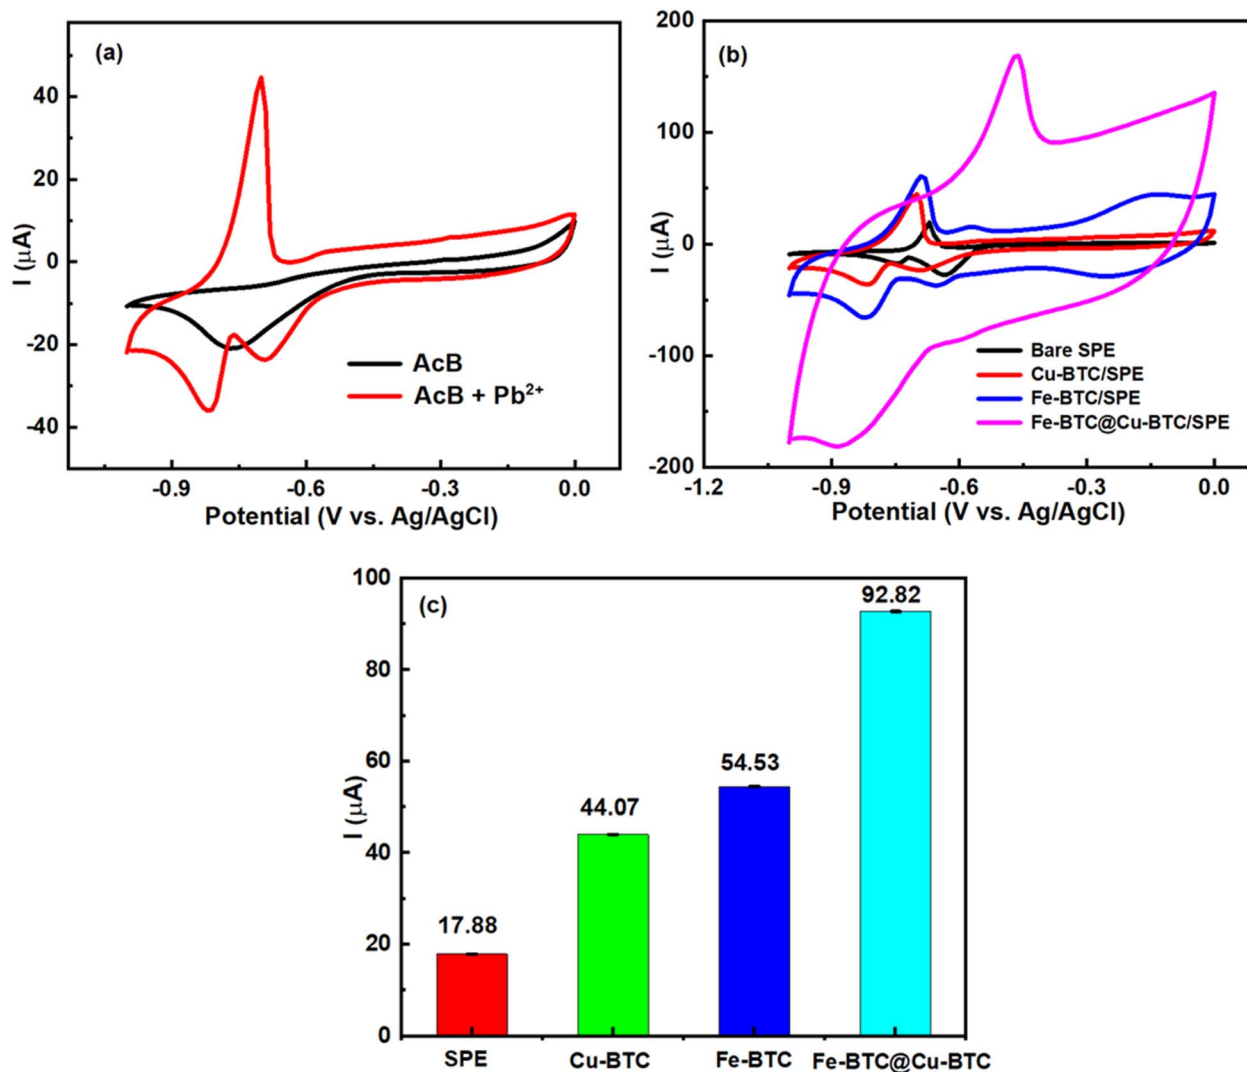 (a)
I (μA)
40
20
0
-20
-40
AcB
AcB + Pb²⁺
-0.9
-0.6
-0.3
0.0
Potential (V vs. Ag/AgCl)
(b)
I (μA)
200
100
0
-100
-200
Bare SPE
Cu-BTC/SPE
Fe-BTC/SPE
Fe-BTC@Cu-BTC/SPE
-1.2
-0.9
-0.6
-0.3
0.0
Potential (V vs. Ag/AgCl)
(c)
I (μA)
100
80
60
40
20
0
17.88
44.07
54.53
92.82
SPE
Cu-BTC
Fe-BTC
Fe-BTC@Cu-BTC